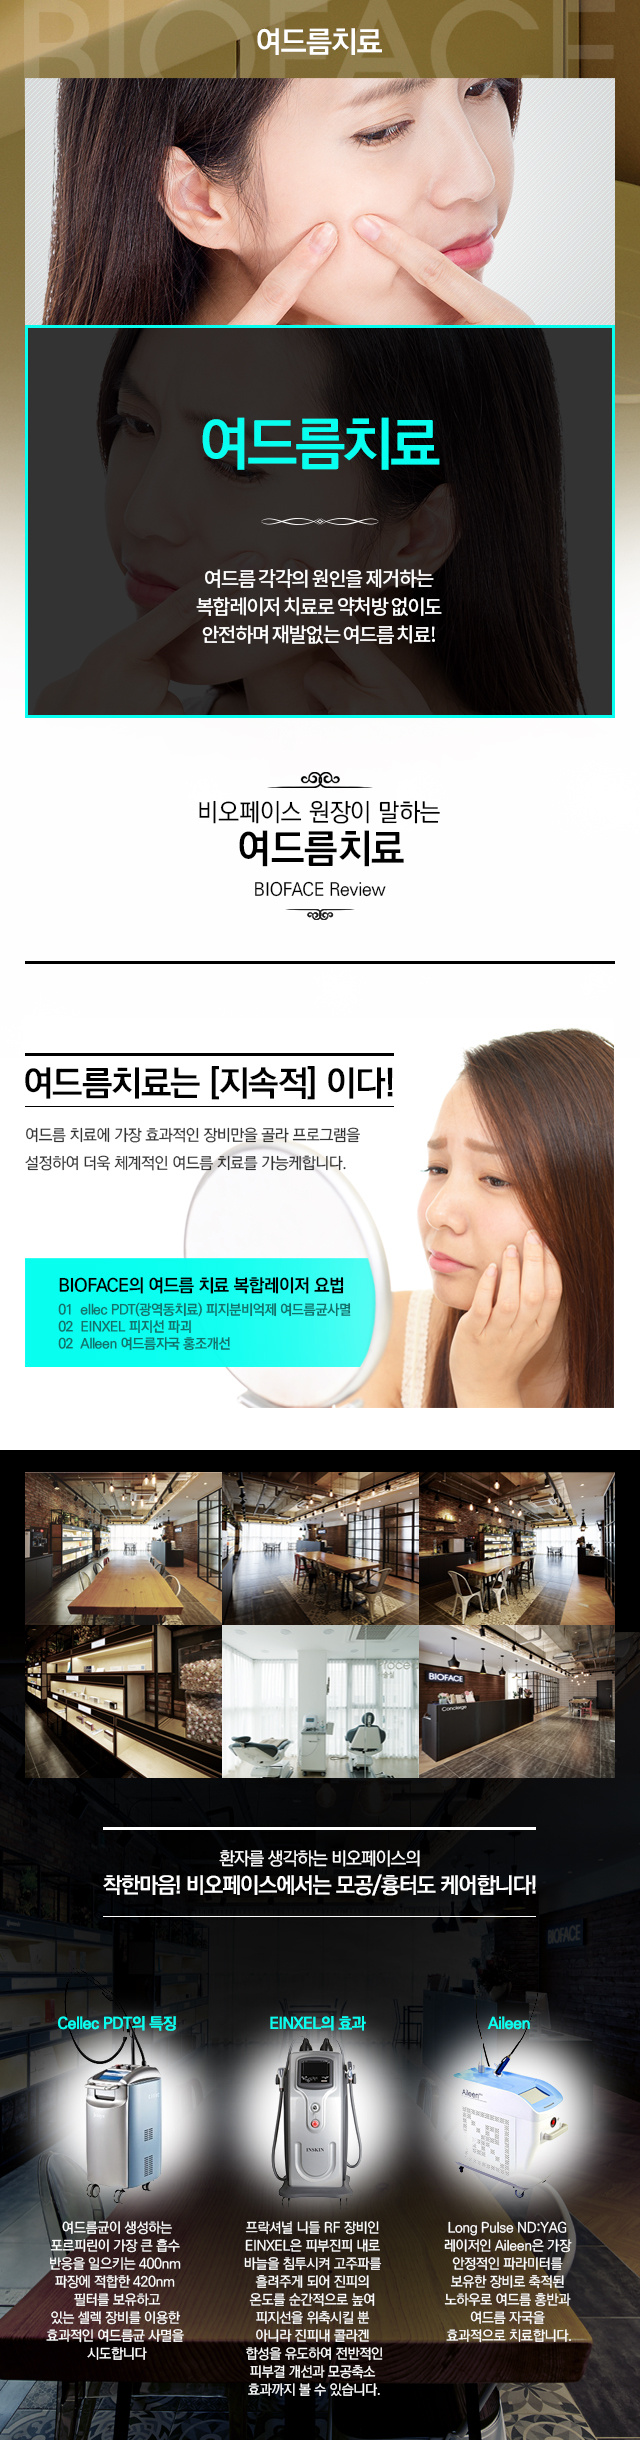 BIOFACE
여드름치료
여드름치료
여드름 각각의 원인을 제거하는
복합레이저 치료로 약처방 없이도
안전하며 재발없는 여드름 치료!
비오페이스 원장이 말하는
여드름치료
BIOFACE Review
여드름치료는 [지속적] 이다!
여드름 치료에 가장 효과적인 장비만을 골라 프로그램을
설정하여 더욱 체계적인 여드름 치료를 가능케합니다.
BIOFACE의 여드름 치료 복합레이저 요법
01 ellec PDT(광역동치료) 피지분비억제 여드름균사멸
02 EINXEL 피지선 파괴
02 Aileen 여드름자국 홍조개선
BIOFACE
Concierge
환자를 생각하는 비오페이스의
착한마음! 비오페이스에서는 모공/흉터도 케어합니다!
BIOFACE
Cellec PDT의 특징
여드름균이 생성하는
포르피린이 가장 큰 흡수
반응을 일으키는 400nm
파장에 적합한 420nm
필터를 보유하고
있는 셀렉 장비를 이용한
효과적인 여드름균 사멸을
시도합니다
EINXEL의 효과
INSKIN
프락셔널 니들 RF 장비인
EINXEL은 피부진피 내로
바늘을 침투시켜 고주파를
흘려주게 되어 진피의
온도를 순간적으로 높여
피지선을 위축시킬 뿐
아니라 진피내 콜라겐
합성을 유도하여 전반적인
피부결 개선과 모공축소
효과까지 볼 수 있습니다.
Aileen
Aileen
Long Pulse ND:YAG
레이저인 Aileen은 가장
안정적인 파라미터를
보유한 장비로 축적된
노하우로 여드름 홍반과
여드름 자국을
효과적으로 치료합니다.